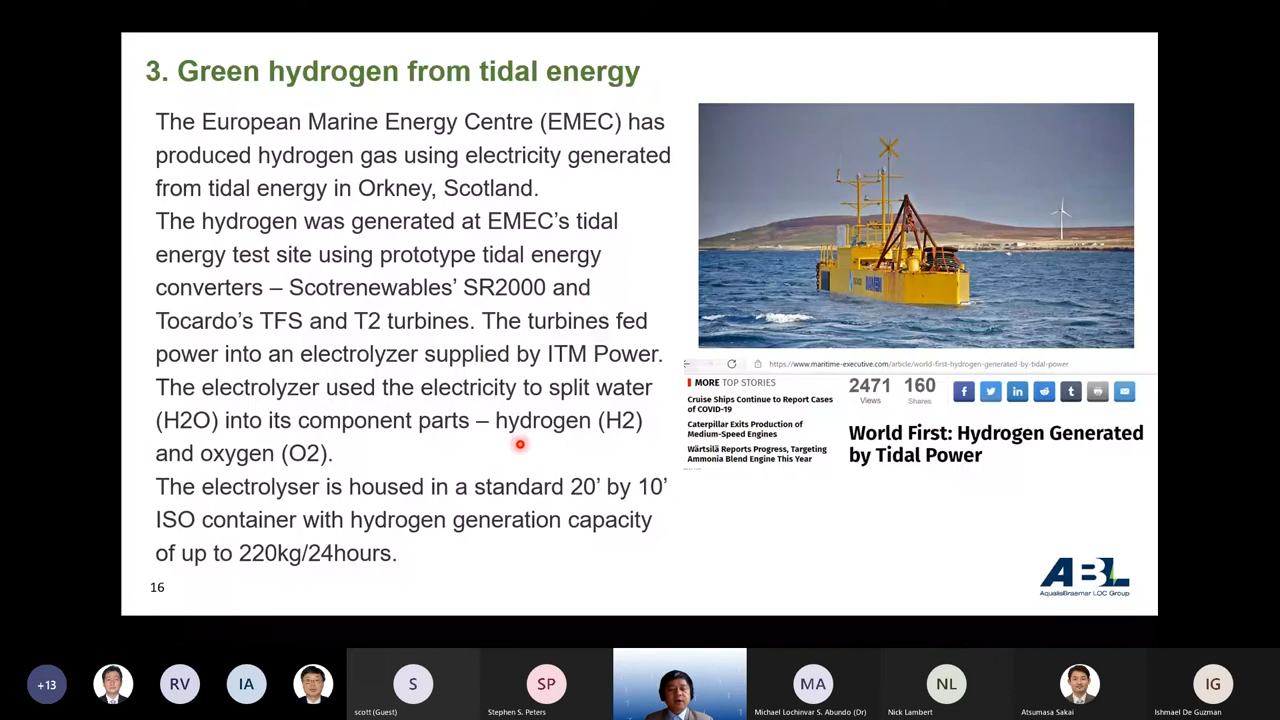 3. Green hydrogen from tidal energy
The European Marine Energy Centre (EMEC) has
produced hydrogen gas using electricity generated
from tidal energy in Orkney, Scotland.
The hydrogen was generated at EMEC’s tidal
energy test site using prototype tidal energy
converters – Scotrenewables’ SR2000 and
Tocardo’s TFS and T2 turbines. The turbines fed
power into an electrolyzer supplied by ITM Power.
The electrolyzer used the electricity to split water
(H2O) into its component parts – hydrogen (H2)
and oxygen (O2).
The electrolyser is housed in a standard 20’ by 10’
ISO container with hydrogen generation capacity
of up to 220kg/24hours.
16
https://www.maritime-executive.com/article/world-first-hydrogen-generated-by-tidal-power
MORE TOP STORIES
Cruise Ships Continue to Report Cases
of COVID-19
Caterpillar Exits Production of
Medium-Speed Engines
Wärtsilä Reports Progress, Targeting
Ammonia Blend Engine This Year
2471 160
Views Shares
World First: Hydrogen Generated
by Tidal Power
ABL
AqualisBraemar LOC Group
+13
RV
IA
S
scott (Guest)
SP
Stephen S. Peters
MA
Michael Lochinvar S. Abundo (Dr)
NL
Nick Lambert
Atsumasa Sakai
IG
Ishmael De Guzman